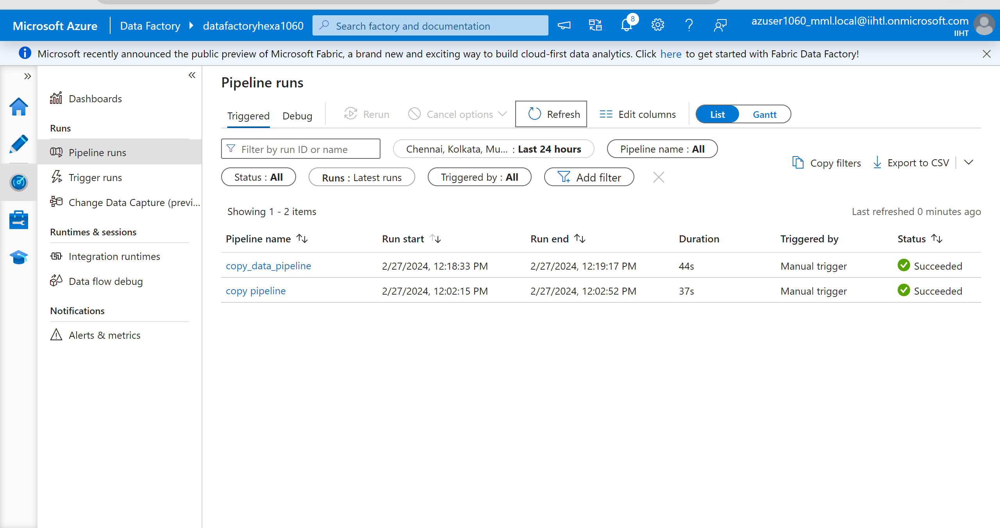 Microsoft Azure
Data Factory
datafactoryhexa1060
Search factory and documentation
8
azuser1060_mml.local@iihtl.onmicrosoft.com
IIHT
Microsoft recently announced the public preview of Microsoft Fabric, a brand new and exciting way to build cloud-first data analytics. Click here to get started with Fabric Data Factory!
Dashboards
Runs
Pipeline runs
Trigger runs
Change Data Capture (previ...
Runtimes & sessions
Integration runtimes
Data flow debug
Notifications
Alerts & metrics
Pipeline runs
Triggered Debug Rerun Cancel options Refresh Edit columns List Gantt
Filter by run ID or name Chennai, Kolkata, Mu... : Last 24 hours Pipeline name : All
Status : All Runs : Latest runs Triggered by : All Add filter
Copy filters Export to CSV
Showing 1 - 2 items Last refreshed 0 minutes ago
Pipeline name Run start Run end Duration Triggered by Status
copy_data_pipeline 2/27/2024, 12:18:33 PM 2/27/2024, 12:19:17 PM 44s Manual trigger Succeeded
copy pipeline 2/27/2024, 12:02:15 PM 2/27/2024, 12:02:52 PM 37s Manual trigger Succeeded